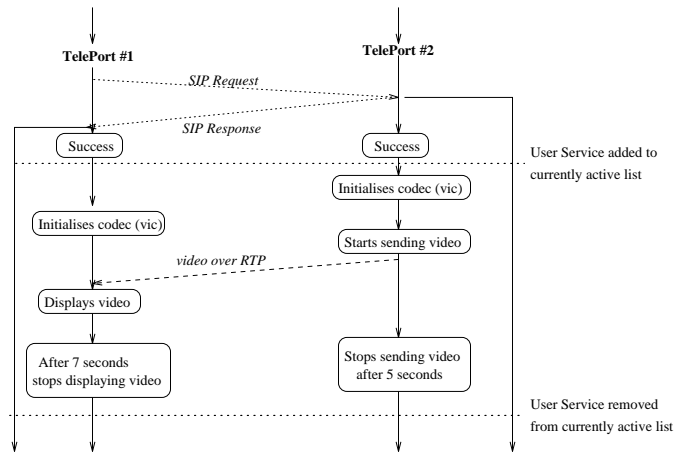 TelePort #1
TelePort #2
SIP Request
SIP Response
Success
Success
User Service added to
currently active list
Initialises codec (vic)
Initialises codec (vic)
Starts sending video
video over RTP
Displays video
After 7 seconds
stops displaying video
Stops sending video
after 5 seconds
User Service removed
from currently active list